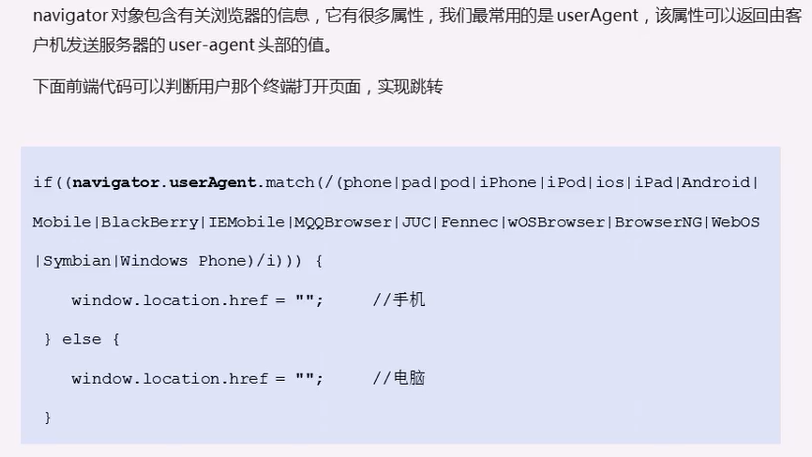 navigator 对象包含有关浏览器的信息，它有很多属性，我们最常用的是 userAgent，该属性可以返回由客
户机发送服务器的 user-agent 头部的值。
下面前端代码可以判断用户那个终端打开页面，实现跳转
if((navigator.userAgent.match(/(phone|pad|pod|iPhone|iPod|ios|iPad|Android|
Mobile|BlackBerry|IEMobile|MQQBrowser|JUC|Fennec|wOSBrowser|BrowserNG|WebOS
|Symbian|Windows Phone)/i))) {
window.location.href = "";     //手机
} else {
window.location.href = "";     //电脑
}